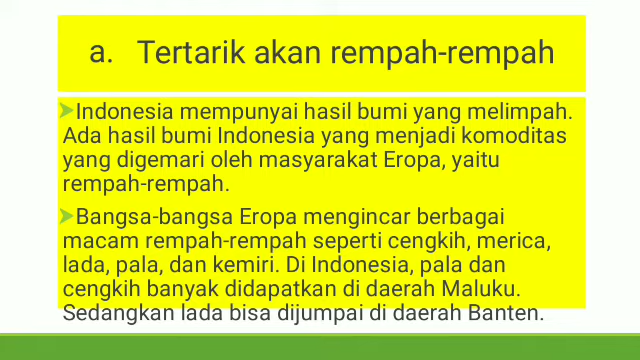 a. Tertarik akan rempah-rempah
➤Indonesia mempunyai hasil bumi yang melimpah.
Ada hasil bumi Indonesia yang menjadi komoditas
yang digemari oleh masyarakat Eropa, yaitu
rempah-rempah.
➤Bangsa-bangsa Eropa mengincar berbagai
macam rempah-rempah seperti cengkih, merica,
lada, pala, dan kemiri. Di Indonesia, pala dan
cengkih banyak didapatkan di daerah Maluku.
Sedangkan lada bisa dijumpai di daerah Banten.